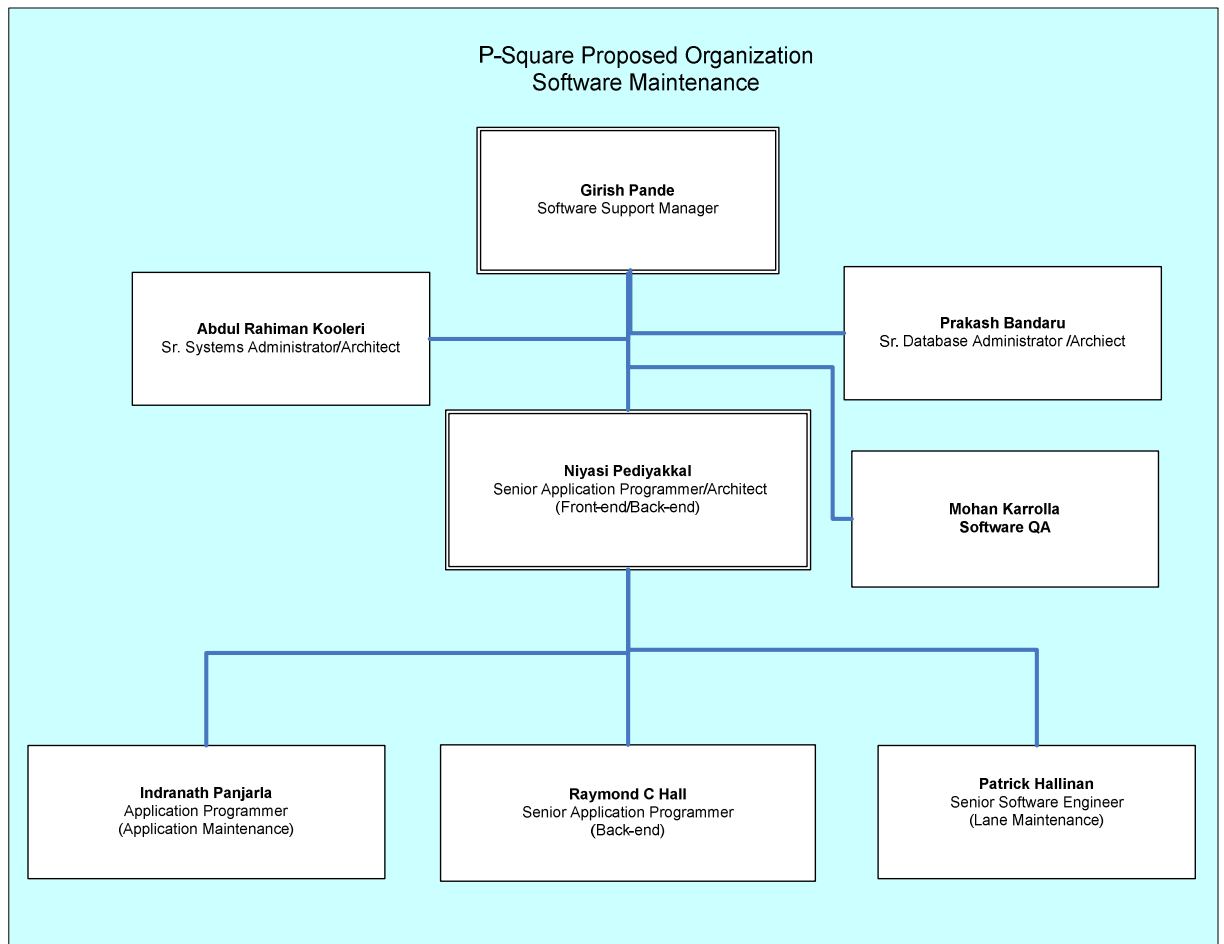 P-Square Proposed Organization
Software Maintenance
Girish Pande
Software Support Manager
Abdul Rahiman Kooleri
Sr. Systems Administrator/Architect
Prakash Bandaru
Sr. Database Administrator /Archiect
Niyasi Pediyakkal
Senior Application Programmer/Architect
(Front-end/Back-end)
Mohan Karrolla
Software QA
Indranath Panjarla
Application Programmer
(Application Maintenance)
Raymond C Hall
Senior Application Programmer
(Back-end)
Patrick Hallinan
Senior Software Engineer
(Lane Maintenance)